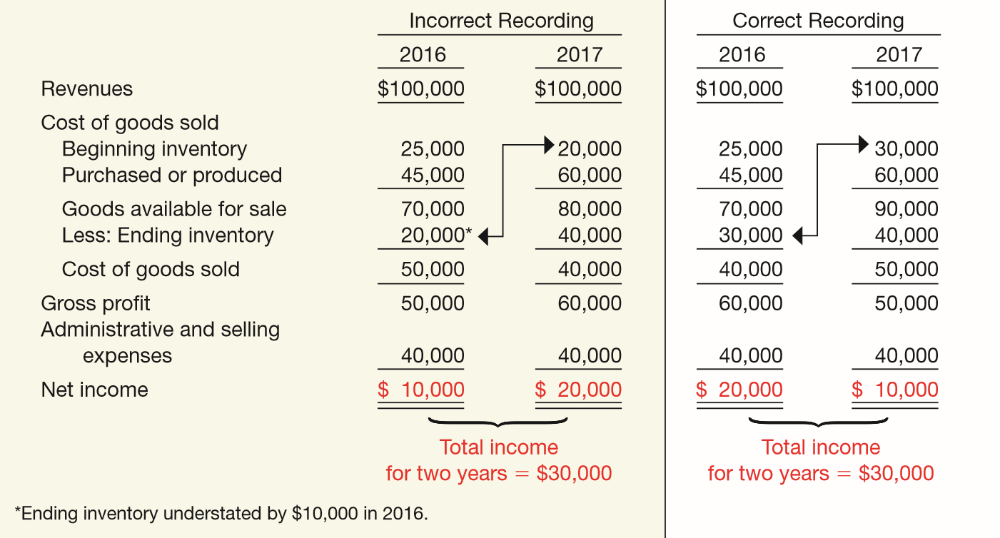 Incorrect Recording Correct Recording
2016 2017 2016 2017
Revenues $100,000 $100,000 $100,000 $100,000
Cost of goods sold
Beginning inventory 25,000 20,000 25,000 30,000
Purchased or produced 45,000 60,000 45,000 60,000
Goods available for sale 70,000 80,000 70,000 90,000
Less: Ending inventory 20,000* 40,000 30,000 40,000
Cost of goods sold 50,000 40,000 40,000 50,000
Gross profit 50,000 60,000 60,000 50,000
Administrative and selling
expenses 40,000 40,000 40,000 40,000
Net income $ 10,000 $ 20,000 $ 20,000 $ 10,000
Total income Total income
for two years = $30,000 for two years = $30,000
*Ending inventory understated by $10,000 in 2016.